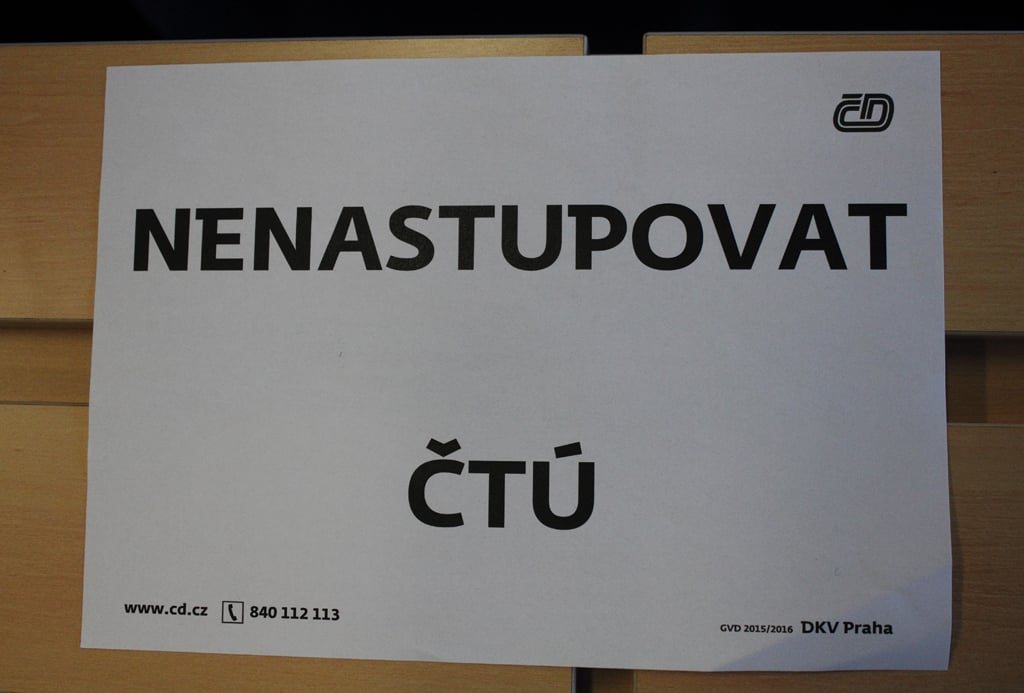 ČD
NENASTUPOVAT
ČTÚ
www.cd.cz 840 112 113
GVD 2015/2016 DKV Praha